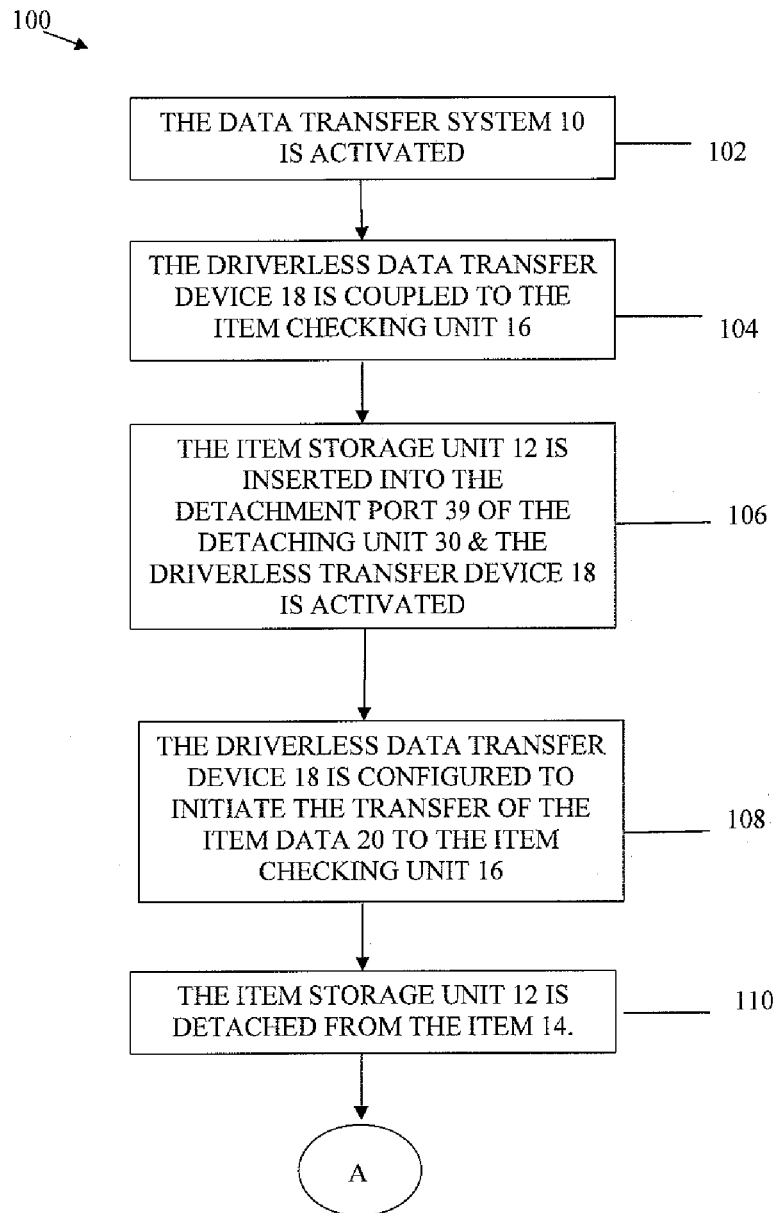 100
THE DATA TRANSFER SYSTEM 10
IS ACTIVATED
102
THE DRIVERLESS DATA TRANSFER
DEVICE 18 IS COUPLED TO THE
ITEM CHECKING UNIT 16
104
THE ITEM STORAGE UNIT 12 IS
INSERTED INTO THE
DETACHMENT PORT 39 OF THE
DETACHING UNIT 30 & THE
DRIVERLESS TRANSFER DEVICE 18
IS ACTIVATED
106
THE DRIVERLESS DATA TRANSFER
DEVICE 18 IS CONFIGURED TO
INITIATE THE TRANSFER OF THE
ITEM DATA 20 TO THE ITEM
CHECKING UNIT 16
108
THE ITEM STORAGE UNIT 12 IS
DETACHED FROM THE ITEM 14.
110
A